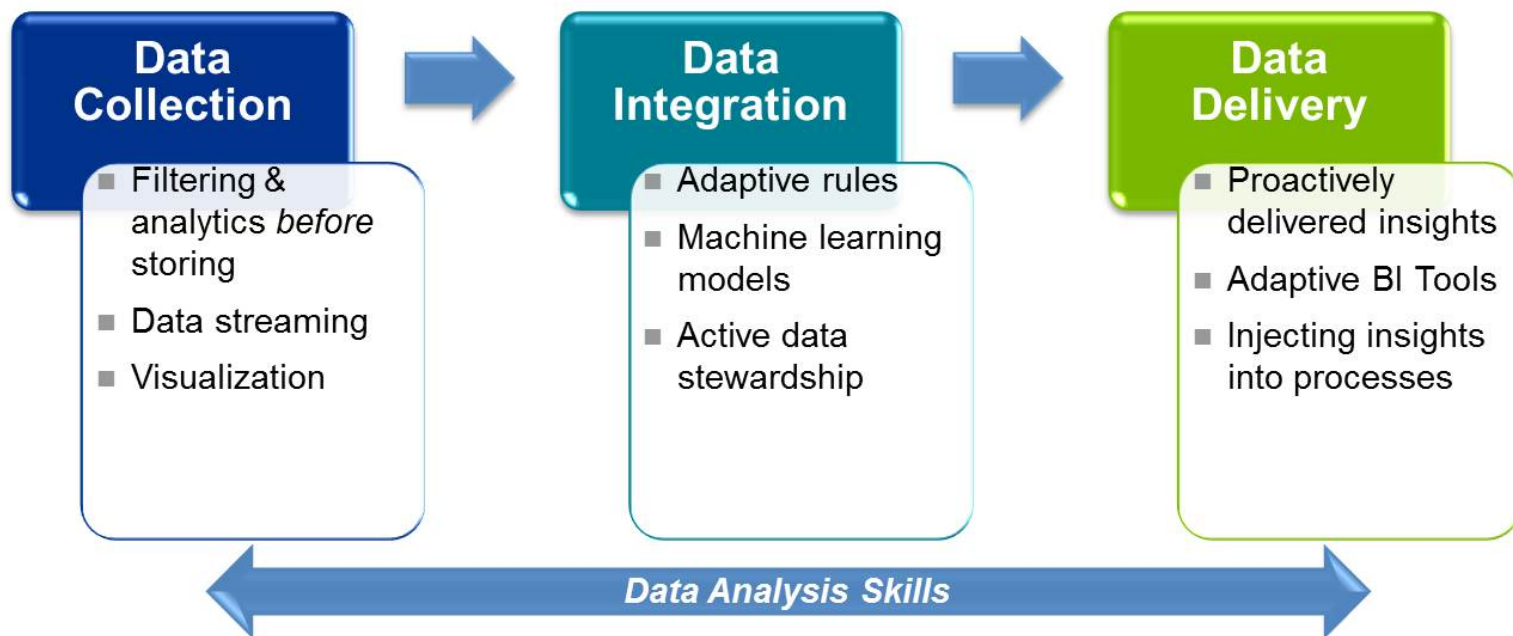 Data
Collection
Filtering &
analytics before
storing
Data streaming
Visualization
Data
Integration
Adaptive rules
Machine learning
models
Active data
stewardship
Data
Delivery
Proactively
delivered insights
Adaptive BI Tools
Injecting insights
into processes
Data Analysis Skills